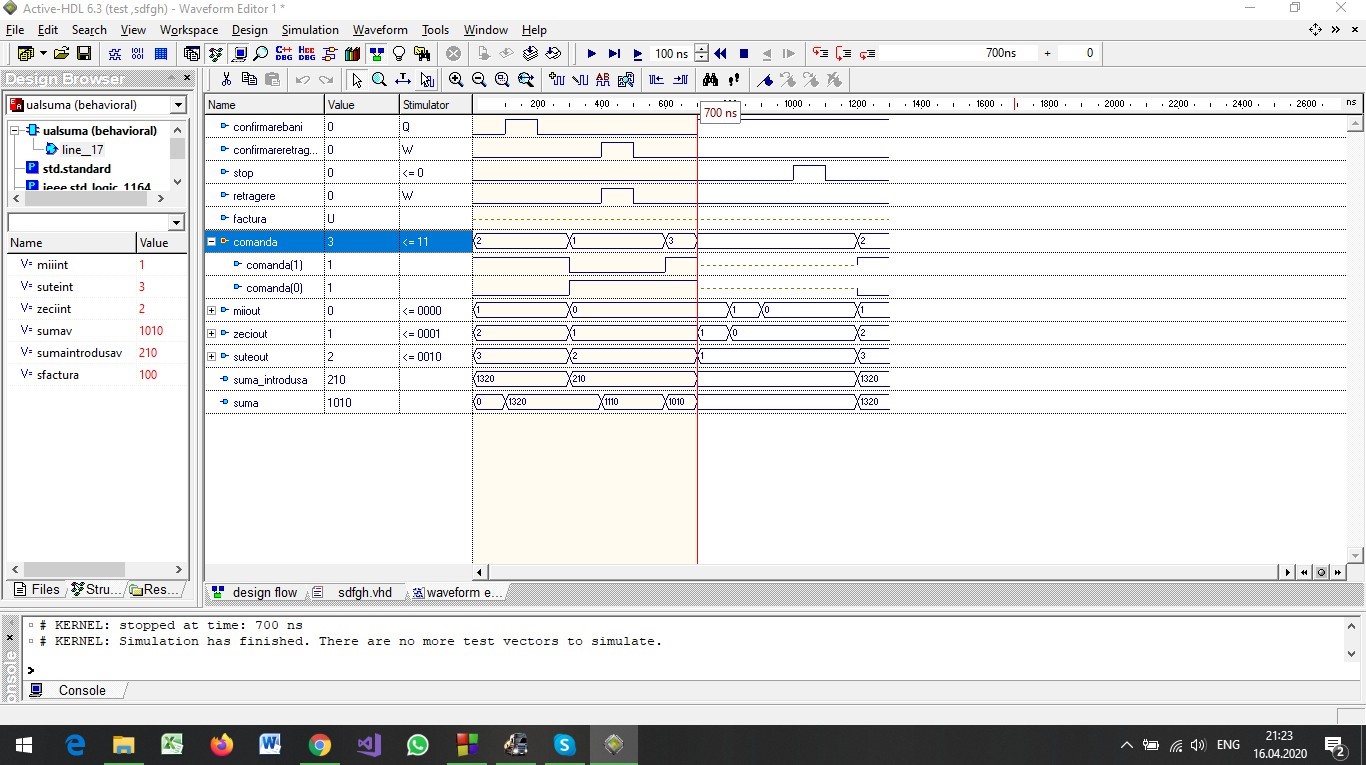 Active-HDL 6.3 (test ,sdfgh) - Waveform Editor 1 *
File Edit Search View Workspace Design Simulation Waveform Tools Window Help
100 ns 700ns + 0
Design Browser
ualsuma (behavioral)
ualsuma (behavioral)
line__17
std.standard
ieee.std_logic_1164
Name Value
miiint 1
suteint 3
zeciint 2
sumav 1010
sumaintrodusav 210
sfactura 100
Files Stru... Res...
Name Value Stimulator 200 400 600 1000 1200 1400 1600 1800 2000 2200 2400 2600 ns
700 ns
confirmarebani 0 Q
confirmareretrag... 0 W
stop 0 <= 0
retragere 0 W
factura U
comanda 3 <= 11 2 1 3 2
comanda(1) 1
comanda(0) 1
miiout 0 <= 0000 1 0 1 0 1
zeciout 1 <= 0001 2 1 1 0 2
suteout 2 <= 0010 3 2 1 3
suma_introdusa 210 1320 210 1320
suma 1010 0 1320 1110 1010 1320
design flow sdfgh.vhd waveform e...
# KERNEL: stopped at time: 700 ns
# KERNEL: Simulation has finished. There are no more test vectors to simulate.
>
Console
ENG
21:23
16.04.2020
2